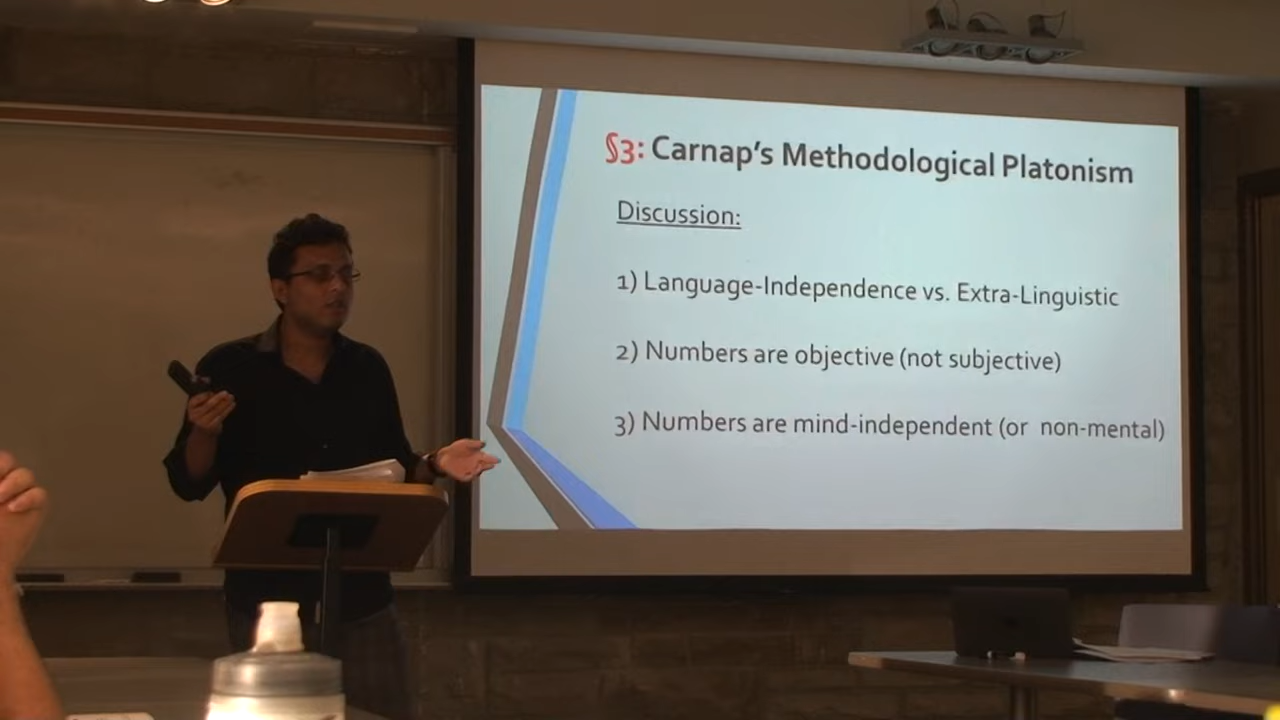 §3: Carnap's Methodological Platonism
Discussion:
1) Language-Independence vs. Extra-Linguistic
2) Numbers are objective (not subjective)
3) Numbers are mind-independent (or non-mental)